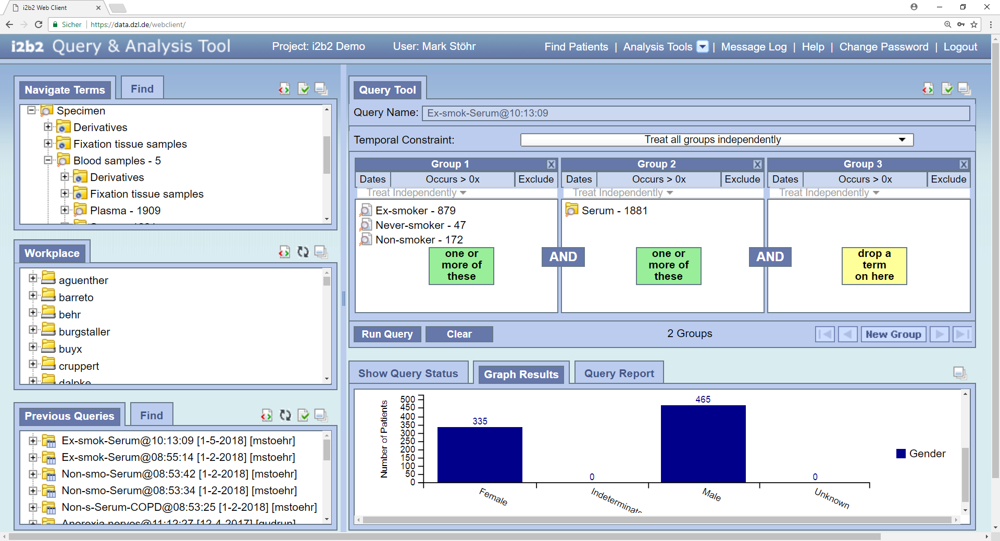 i2b2 Web Client
Sicher https://data.dzl.de/webclient/
i2b2 Query & Analysis Tool Project: i2b2 Demo User: Mark Stöhr Find Patients | Analysis Tools | Message Log | Help | Change Password | Logout
Navigate Terms Find
Specimen
Derivatives
Fixation tissue samples
Blood samples - 5
Derivatives
Fixation tissue samples
Plasma - 1909
Workplace
aguenther
barreto
behr
burgstaller
buyx
cruppert
dalpke
Previous Queries Find
Ex-smok-Serum@10:13:09 [1-5-2018] [mstoehr]
Ex-smok-Serum@08:55:14 [1-2-2018] [mstoehr]
Non-smo-Serum@08:53:42 [1-2-2018] [mstoehr]
Non-smo-Serum@08:53:34 [1-2-2018] [mstoehr]
Non-s-Serum-COPD@08:53:25 [1-2-2018] [mstoehr]
Anorexia nervos@11:12:27 [12-4-2017] [gudrun]
Query Tool
Query Name: Ex-smok-Serum@10:13:09
Temporal Constraint: Treat all groups independently
Group 1 X
Dates Occurs > 0x Exclude
Treat Independently
Ex-smoker - 879
Never-smoker - 47
Non-smoker - 172
one or
more of
these
AND
Group 2 X
Dates Occurs > 0x Exclude
Treat Independently
Serum - 1881
one or
more of
these
AND
Group 3 X
Dates Occurs > 0x Exclude
Treat Independently
drop a
term
on here
Run Query Clear 2 Groups New Group
Show Query Status Graph Results Query Report
Number of Patients
500
450
400
350
300
250
200
150
100
50
0
335
0
465
0
Female
Indeterminate
Male
Unknown
Gender